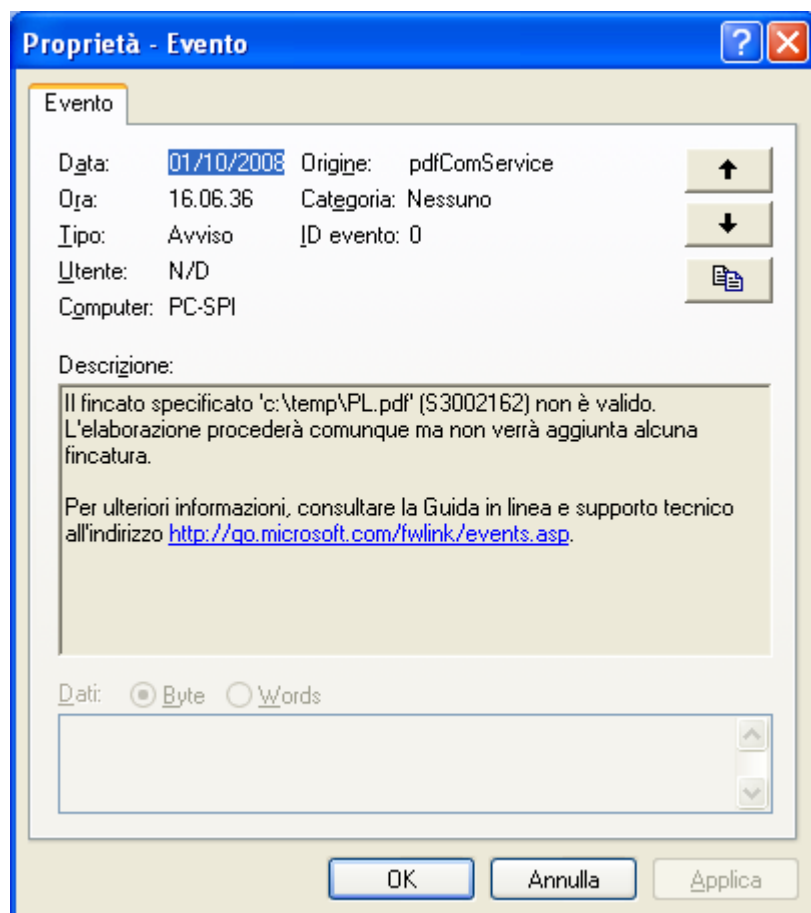 Proprietà - Evento
Evento
Data: 01/10/2008 Origine: pdfComService
Ora: 16.06.36 Categoria: Nessuno
Tipo: Avviso ID evento: 0
Utente: N/D
Computer: PC-SPI
Descrizione:
Il fincato specificato 'c:\temp\PL.pdf' (S3002162) non è valido.
L'elaborazione procederà comunque ma non verrà aggiunta alcuna
fincatura.
Per ulteriori informazioni, consultare la Guida in linea e supporto tecnico
all'indirizzo http://go.microsoft.com/fwlink/events.asp.
Dati: Byte Words
OK Annulla Applica